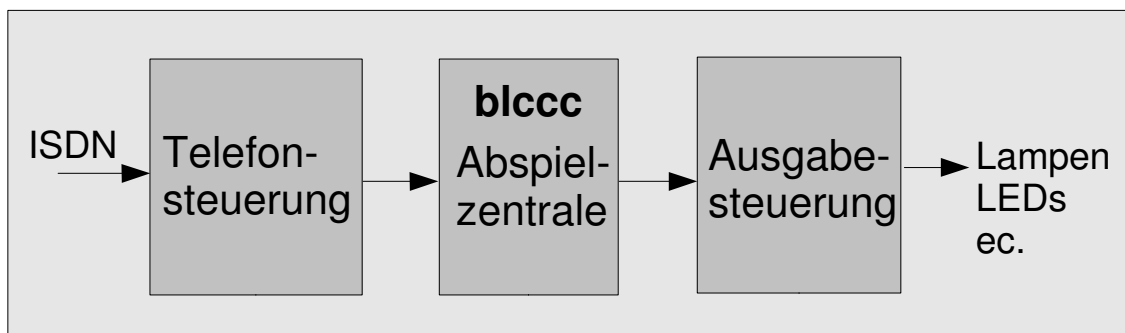 ISDN
Telefon-
steuerung
blccc
Abspiel-
zentrale
Ausgabe-
steuerung
Lampen
LEDs
ec.